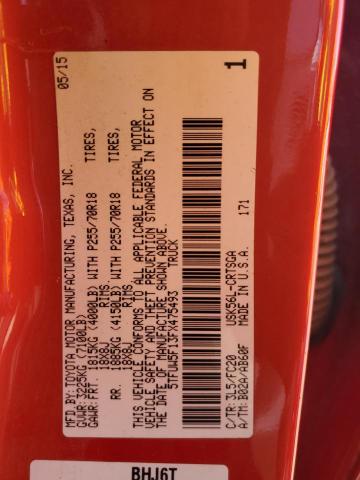 MFD. BY: TOYOTA MOTOR MANUFACTURING, TEXAS, INC. 05/15
GVWR: 3225KG (7100LB)
GAWR: FRT. 1815KG (4000LB) WITH P255/70R18 TIRES,
18X8J RIMS,
RR. 1885KG (4150LB) WITH P255/70R18 TIRES,
18X8J RIMS,
THIS VEHICLE CONFORMS TO ALL APPLICABLE FEDERAL MOTOR
VEHICLE SAFETY AND THEFT PREVENTION STANDARDS IN EFFECT ON
THE DATE OF MANUFACTURE SHOWN ABOVE.
5TFUW5F13FX475493 TRUCK
1
171
C/TR: 3L5/FC20 USK56L-CRTSGA
A/TM: B02A/AB60F MADE IN U.S.A.
BHJ6T